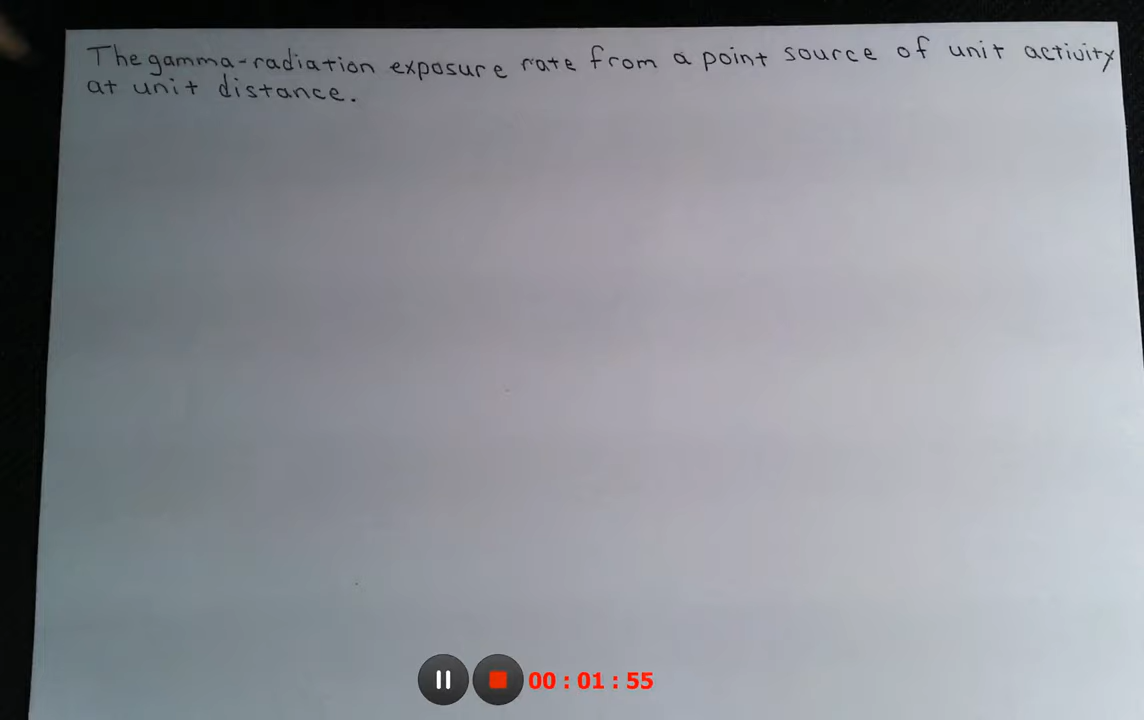 The gamma-radiation exposure rate from a point source of unit activity
at unit distance.
00 : 01 : 55